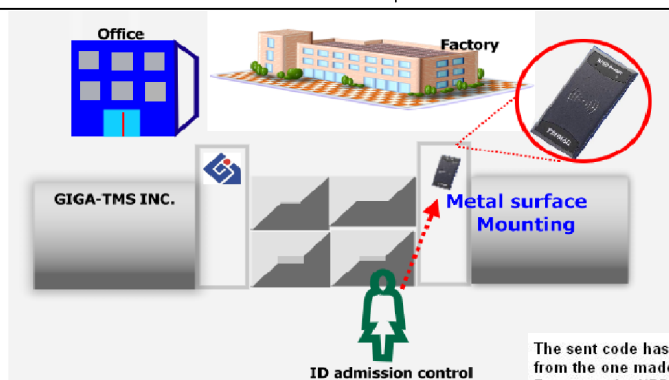 Office
Factory
GIGA-TMS INC.
Metal surface
Mounting
ID admission control
The sent code has
from the one made